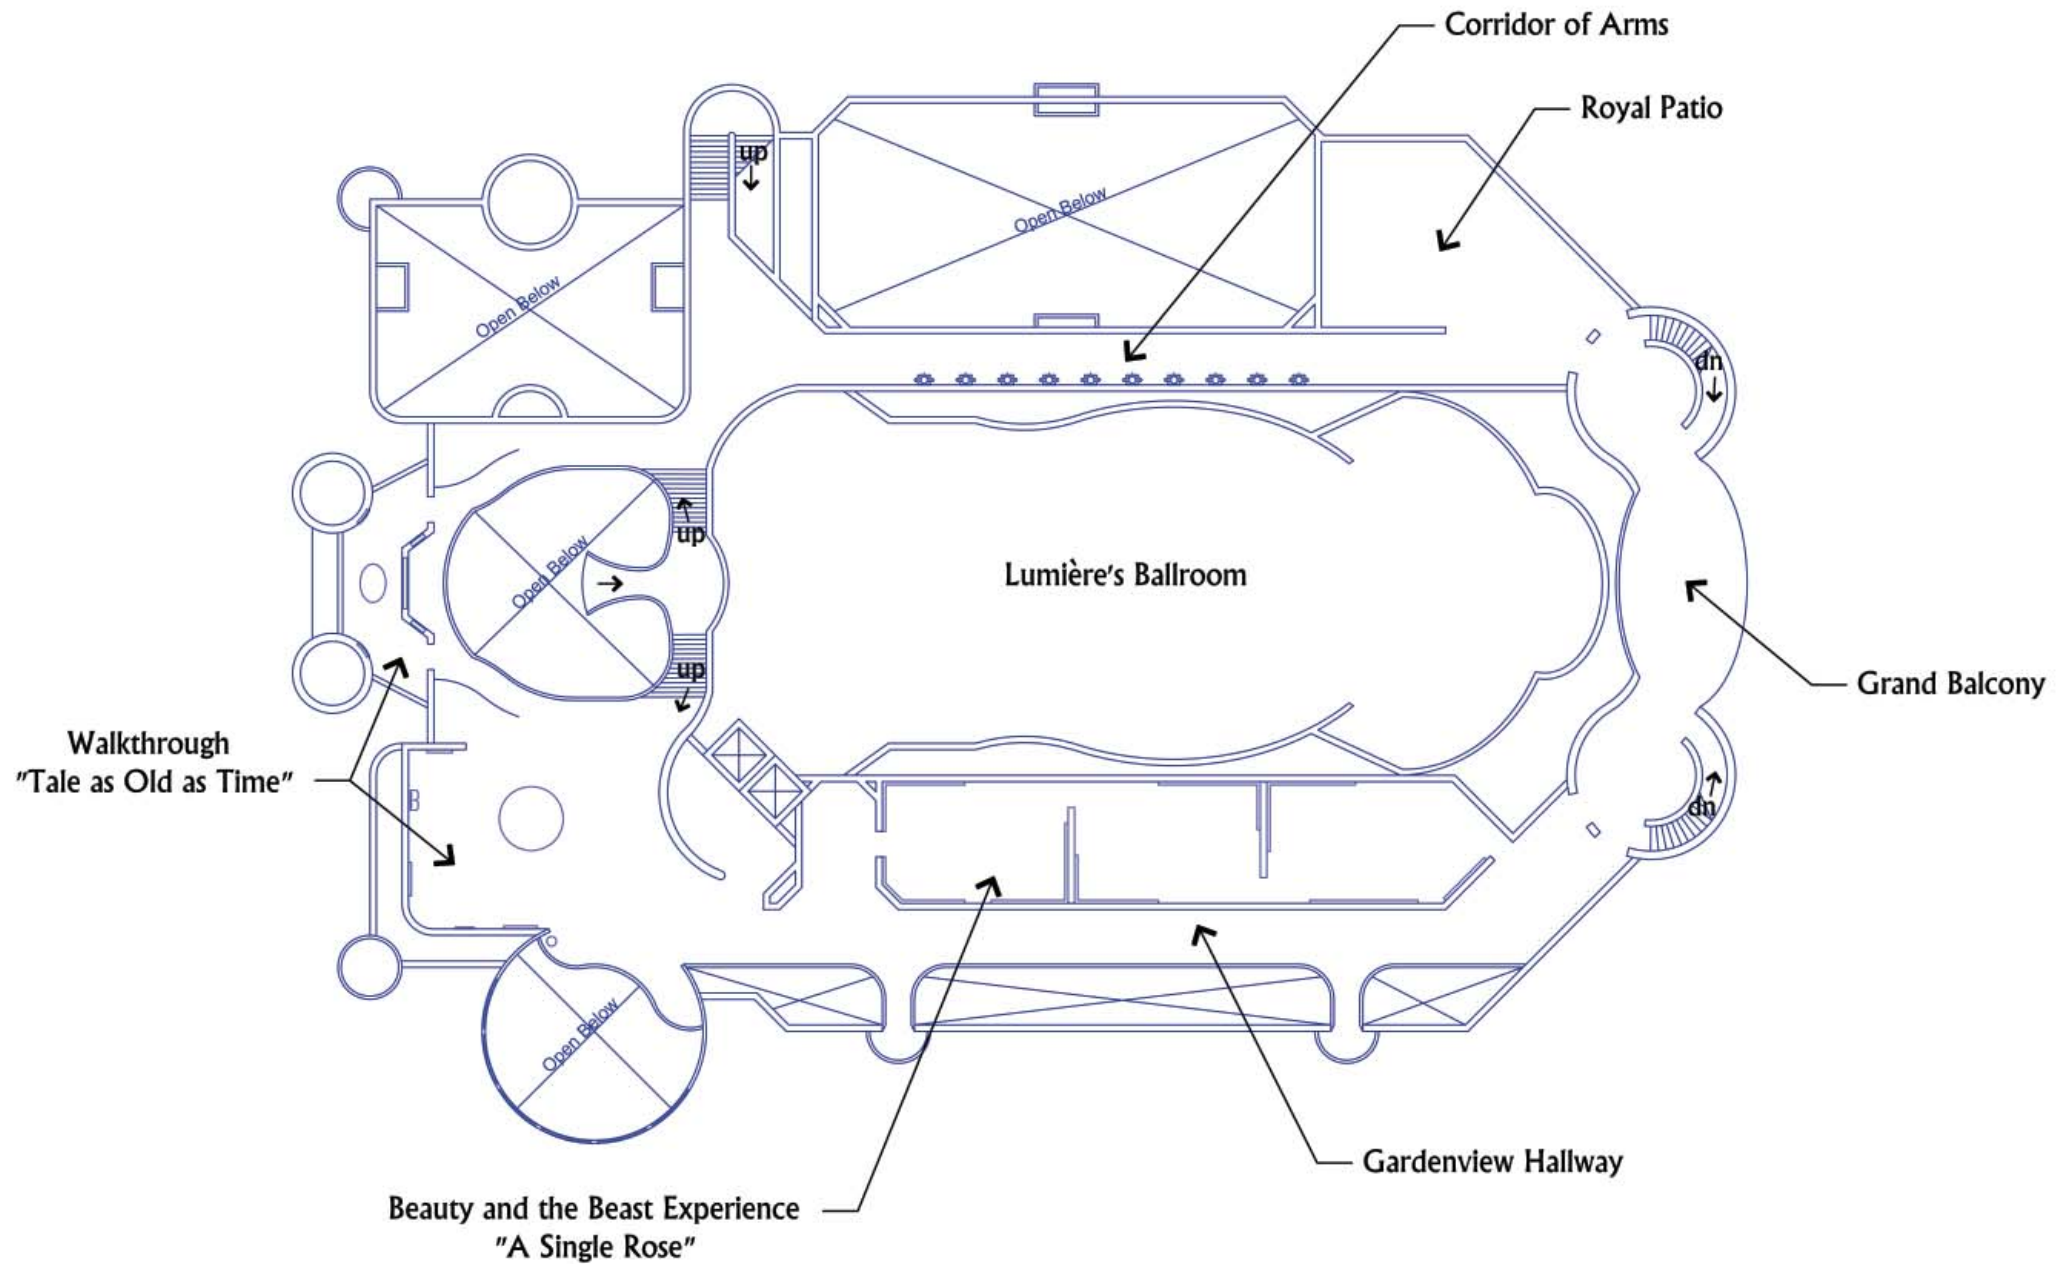 Corridor of Arms
Royal Patio
up
Open Below
Open Below
dn
up
Open Below
Lumière's Ballroom
up
Grand Balcony
Walkthrough
"Tale as Old as Time"
dn
Open Below
Gardenview Hallway
Beauty and the Beast Experience
"A Single Rose"